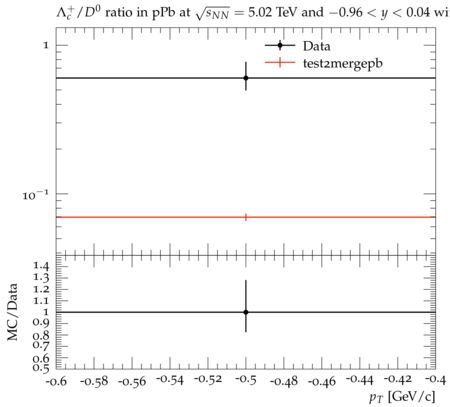 Λc+/D0 ratio in pPb at √sNN = 5.02 TeV and −0.96 < y < 0.04 wi
1
10−1
Data
test2mergepb
MC/Data
1.4
1.3
1.2
1.1
1
0.9
0.8
0.7
0.6
0.5
-0.6 -0.58 -0.56 -0.54 -0.52 -0.5 -0.48 -0.46 -0.44 -0.42 -0.4
pT [GeV/c]